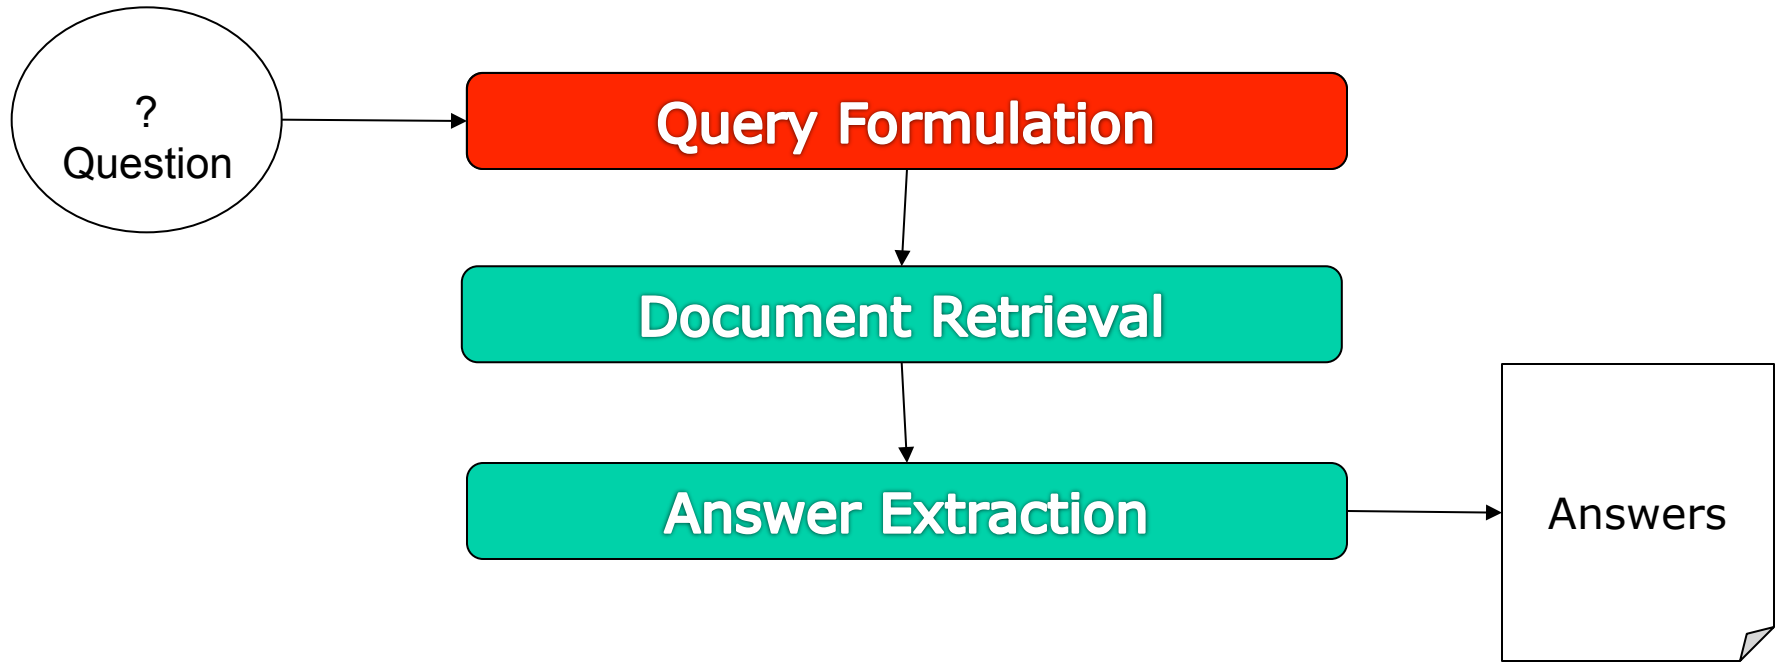 ?
Question
Query Formulation
Document Retrieval
Answer Extraction
Answers